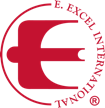 E. EXCEL INTERNATIONAL
®